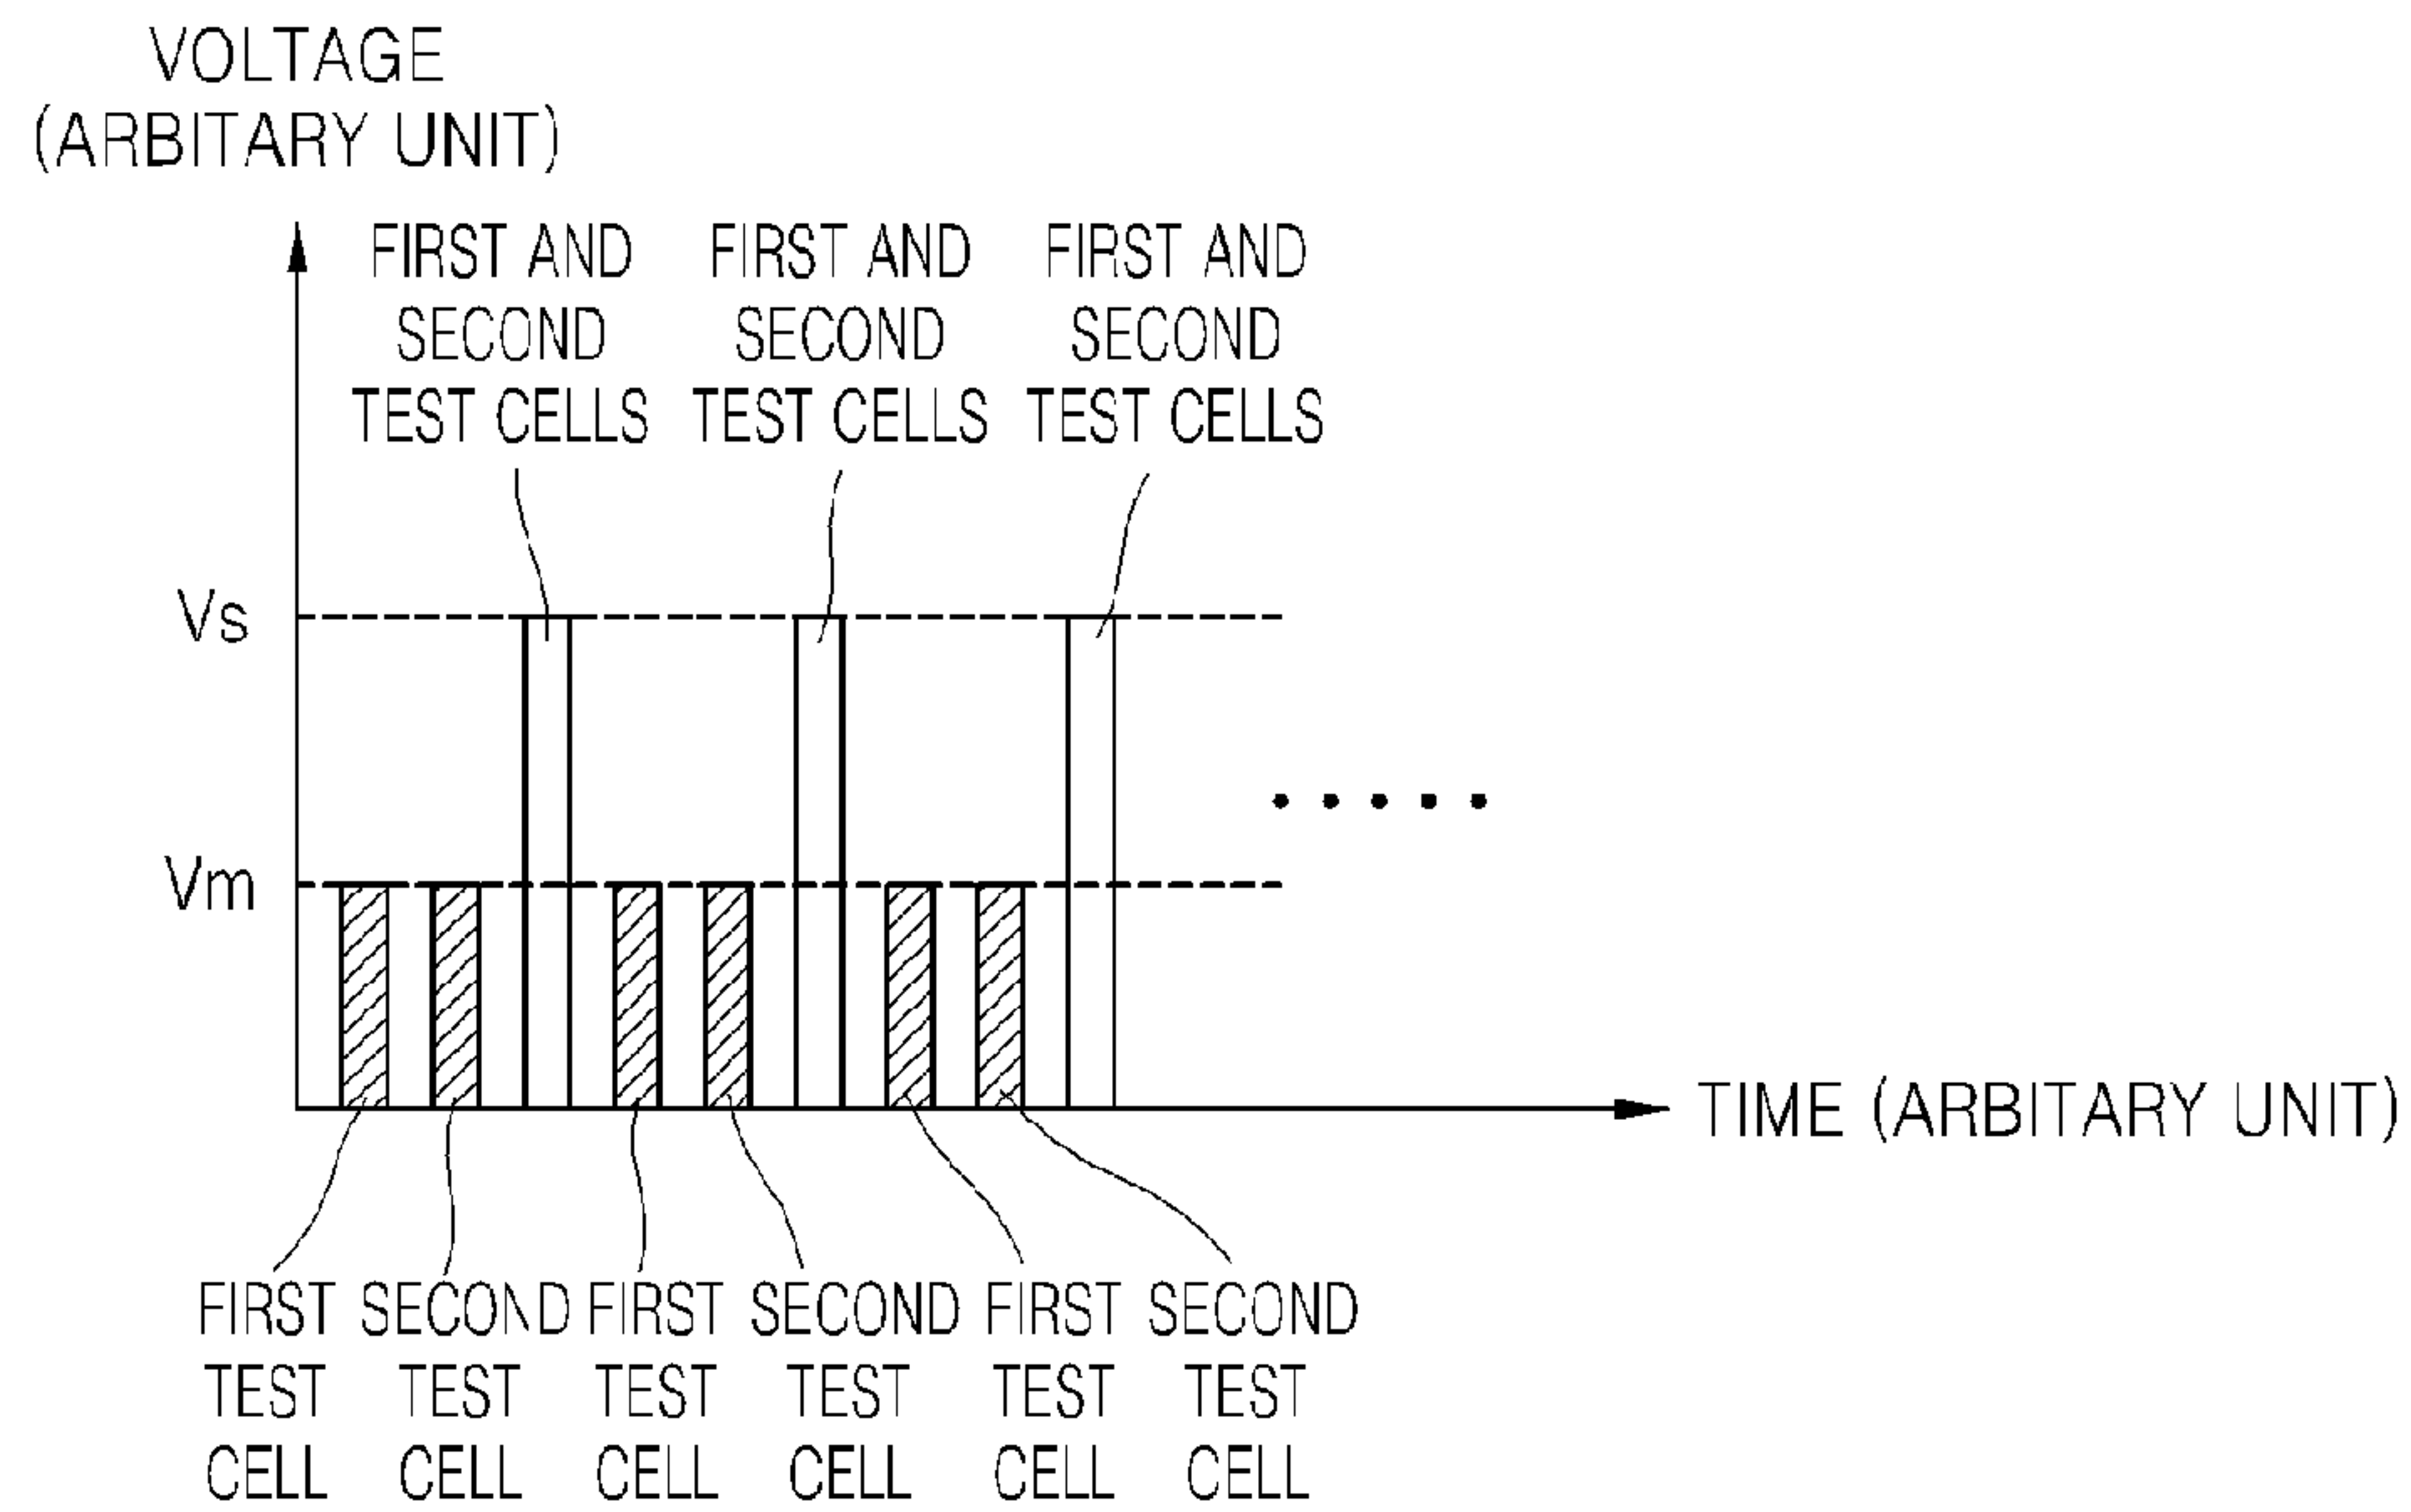 VOLTAGE
(ARBITARY UNIT)
FIRST AND
SECOND
TEST CELLS
FIRST AND
SECOND
TEST CELLS
FIRST AND
SECOND
TEST CELLS
Vs
Vm
TIME (ARBITARY UNIT)
FIRST
TEST
CELL
SECOND
TEST
CELL
FIRST
TEST
CELL
SECOND
TEST
CELL
FIRST
TEST
CELL
SECOND
TEST
CELL